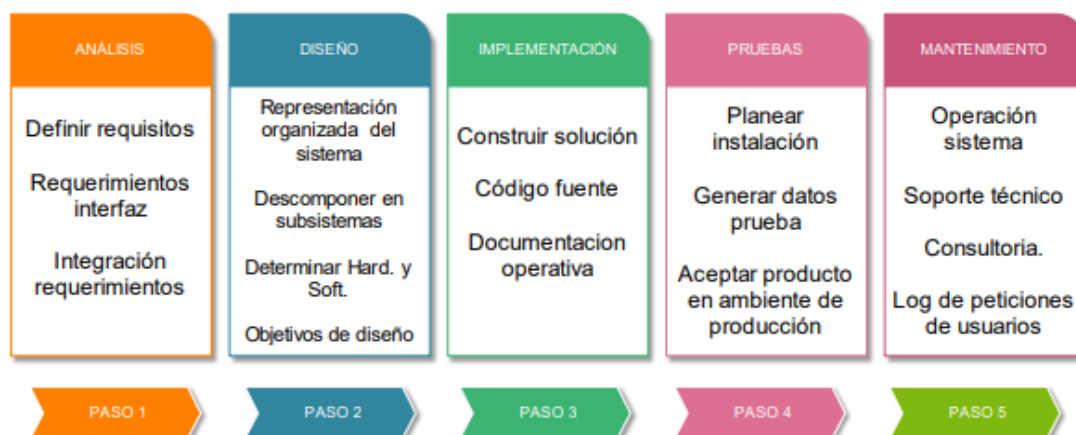 ANÁLISIS
Definir requisitos
Requerimientos
interfaz
Integración
requerimientos
DISEÑO
Representación
organizada del
sistema
Descomponer en
subsistemas
Determinar Hard. y
Soft.
Objetivos de diseño
IMPLEMENTACIÓN
Construir solución
Código fuente
Documentacion
operativa
PRUEBAS
Planear
instalación
Generar datos
prueba
Aceptar producto
en ambiente de
producción
MANTENIMIENTO
Operación
sistema
Soporte técnico
Consultoria.
Log de peticiones
de usuarios
PASO 1
PASO 2
PASO 3
PASO 4
PASO 5